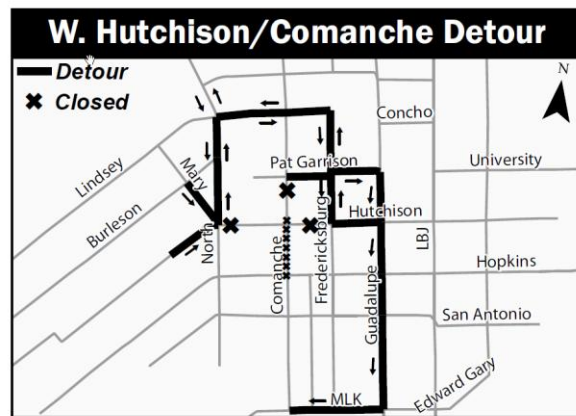 W. Hutchison/Comanche Detour
Detour
Closed
N
Concho
Pat Garrison
University
Lindsey
Mary
Burleson
Hutchison
North
Comanche
Fredericksburg
LBJ
Guadalupe
Hopkins
San Antonio
MLK
Edward Gary